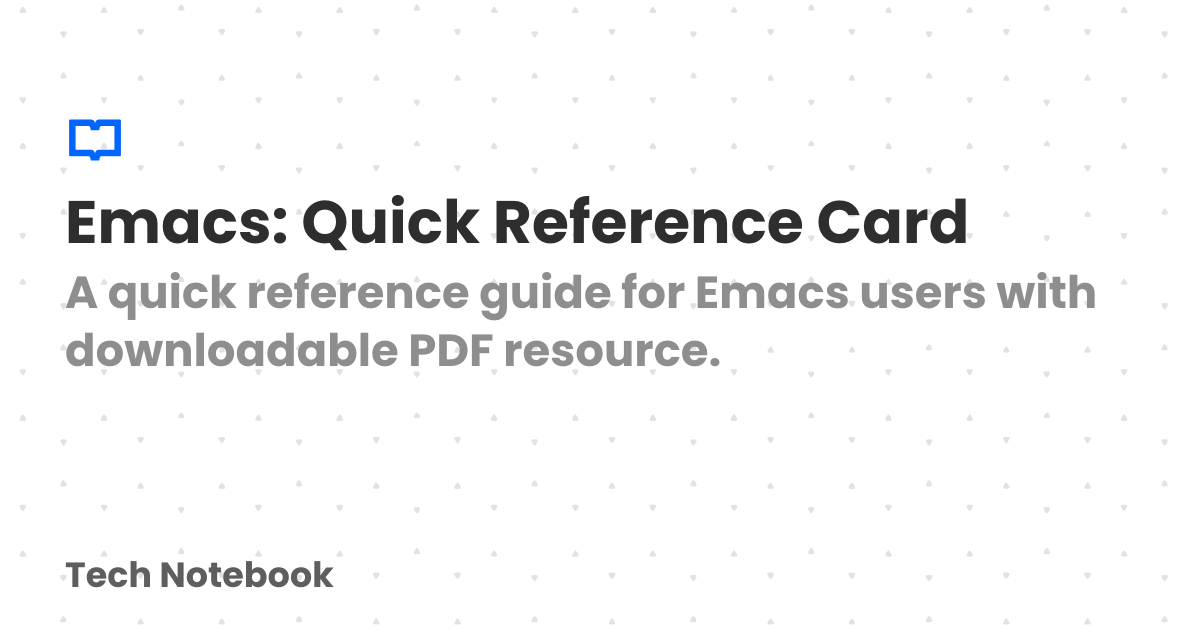 Emacs: Quick Reference Card
A quick reference guide for Emacs users with
downloadable PDF resource.
Tech Notebook